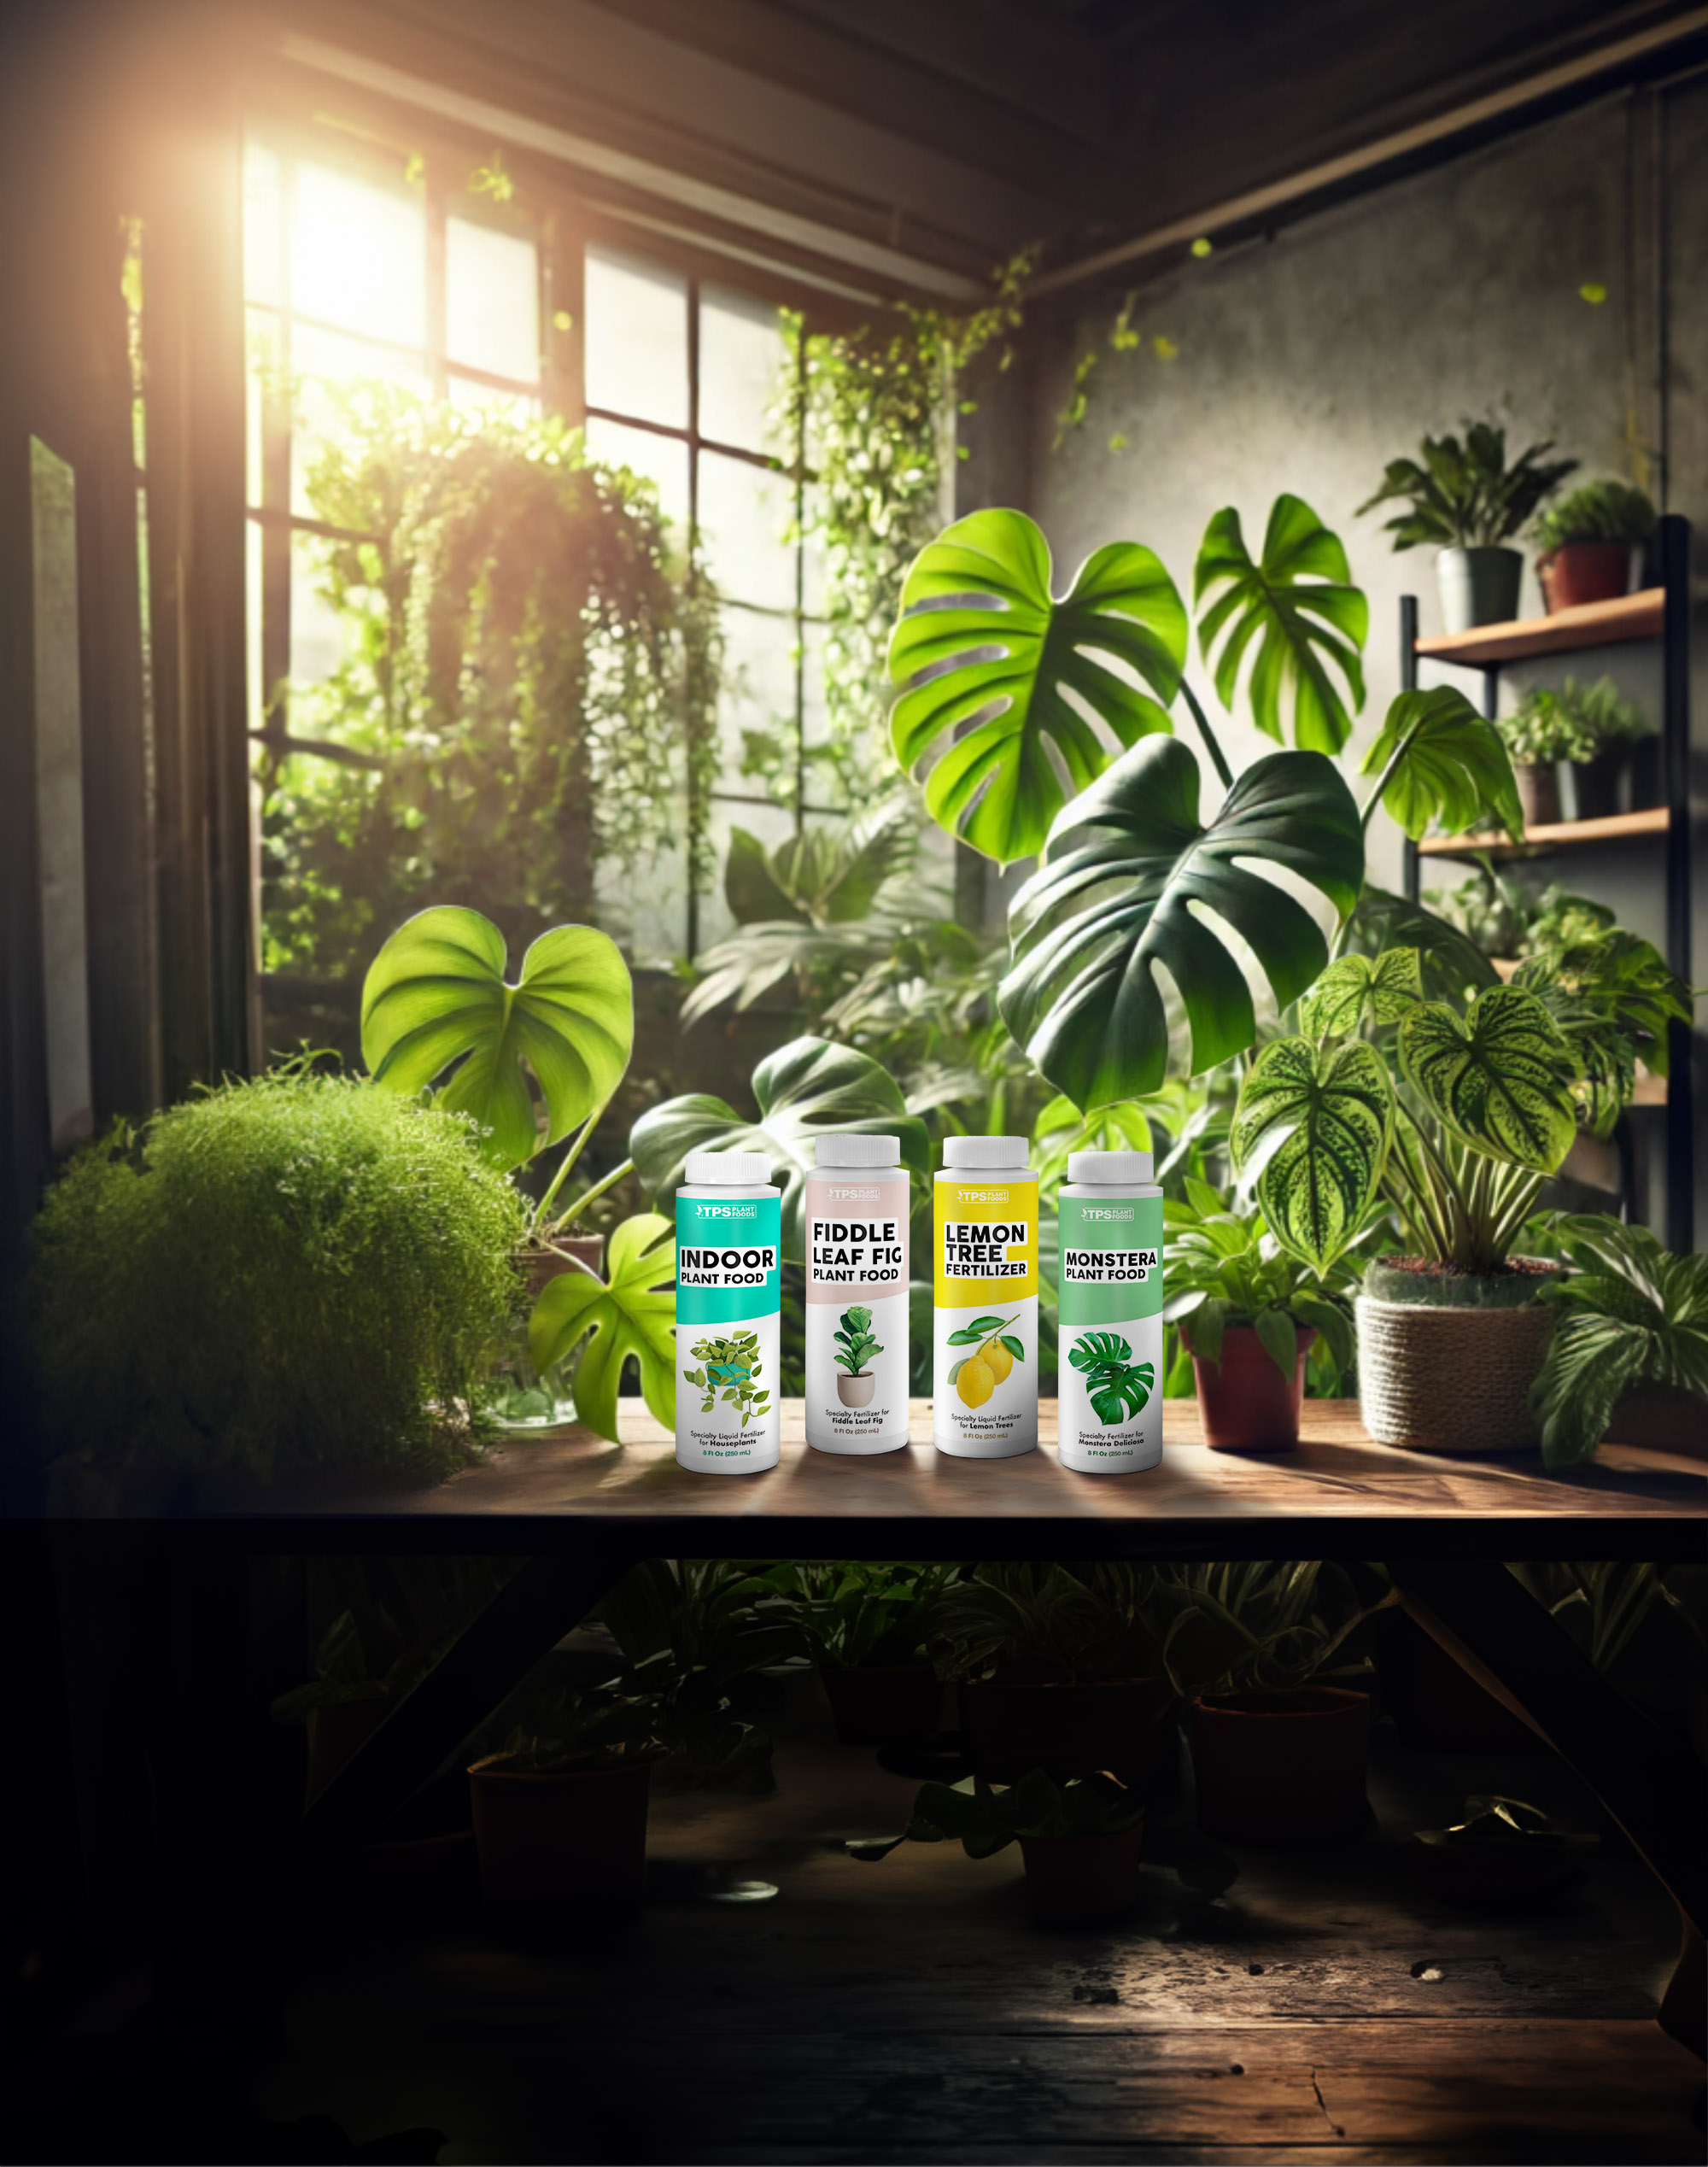 TPS PLANT FOODS
INDOOR
PLANT FOOD
Specialty Liquid Fertilizer
for Houseplants
8 Fl Oz (250 mL)
TPS PLANT FOODS
FIDDLE
LEAF FIG
PLANT FOOD
Specialty Fertilizer for
Fiddle Leaf Fig
8 Fl Oz (250 mL)
TPS PLANT FOODS
LEMON
TREE
FERTILIZER
Specialty Liquid Fertilizer
for Lemon Trees
8 Fl Oz (250 mL)
TPS PLANT FOODS
MONSTERA
PLANT FOOD
Specialty Fertilizer for
Monstera Deliciosa
8 Fl Oz (250 mL)